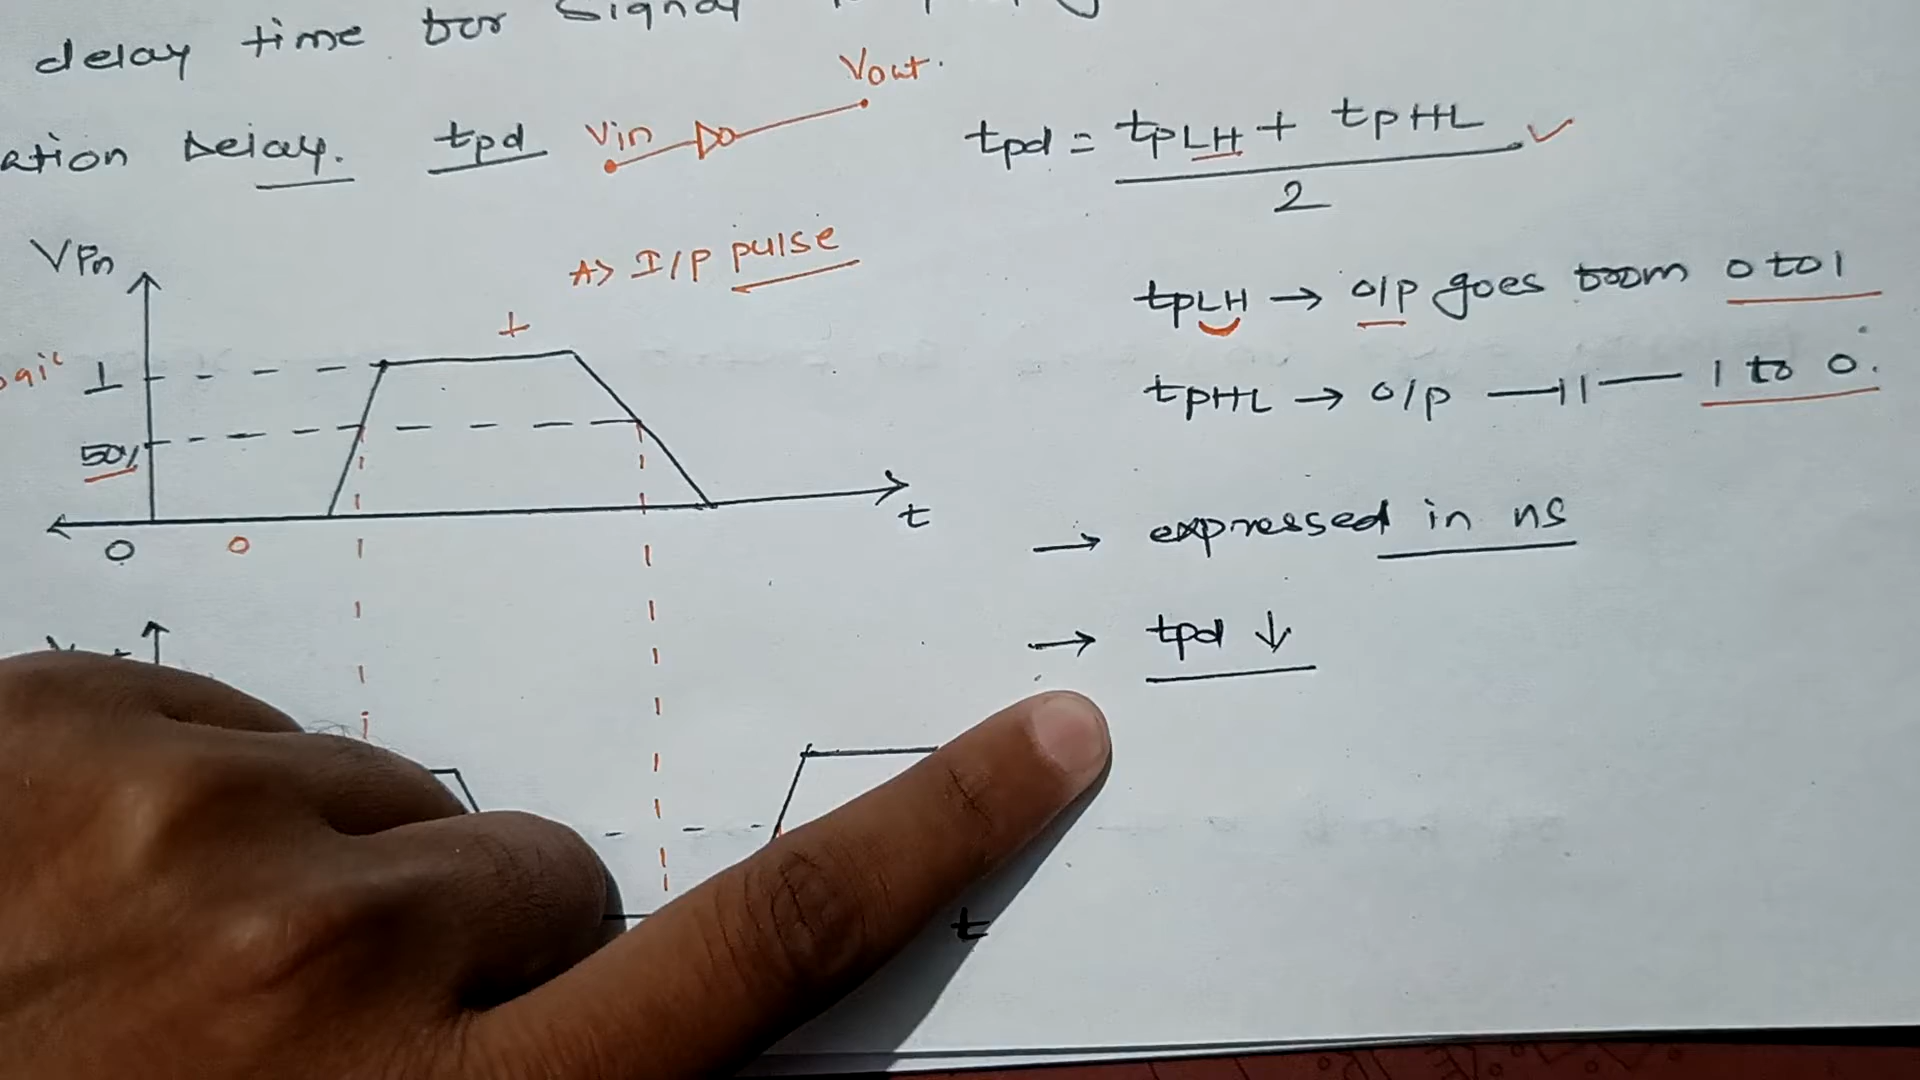 delay time for signal
ation Delay. tpd Vin Vout.
tpd = tpLH + tpHL
2
A> I/p pulse
Vin
1
50%
0 0
t
tpLH → o/p goes from 0 to 1
tpHL → o/p —||— 1 to 0.
→ expressed in ns
→ tpd ↓
t